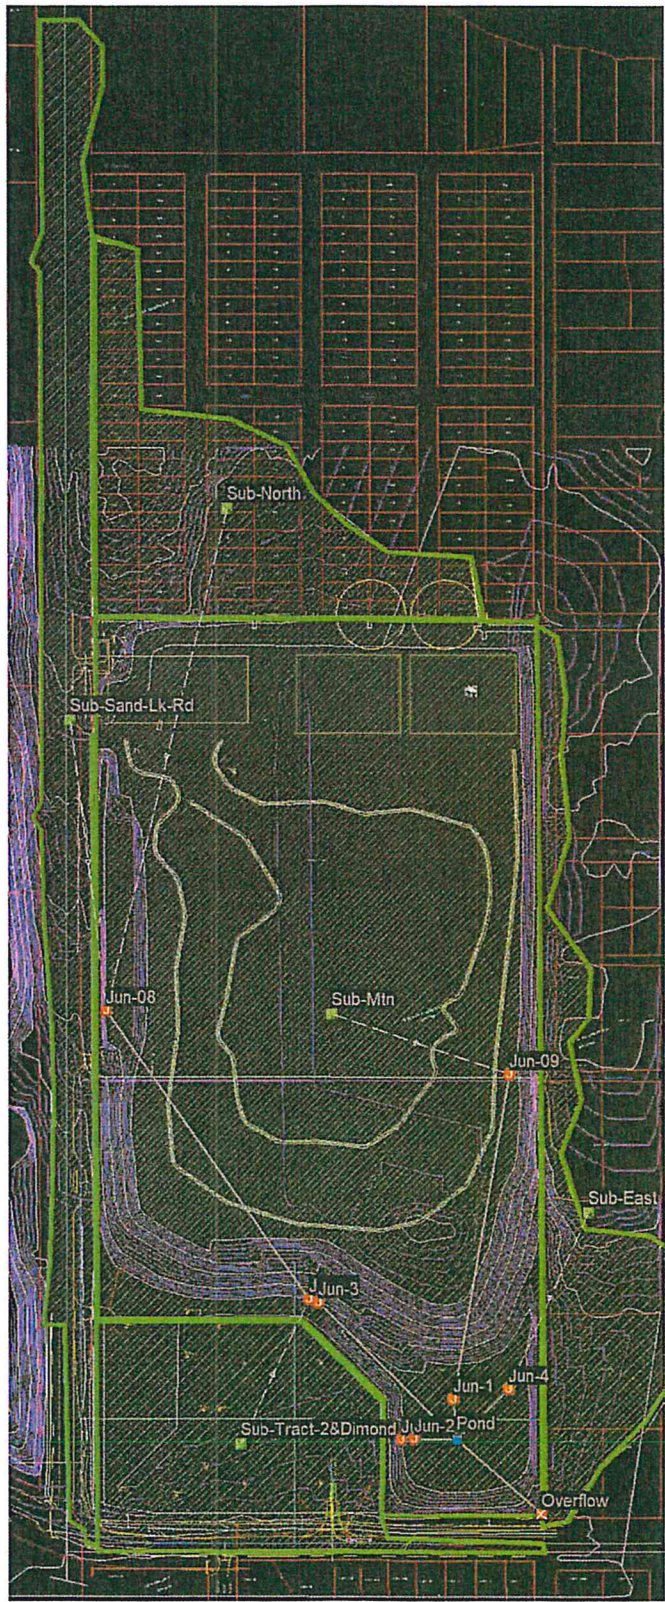 Sub-North
Sub-Sand-Lk-Rd
Jun-08
Sub-Mtn
Jun-09
Sub-East
J
Jun-3
Jun-4
Jun-1
Sub-Tract-2&Dimond
Jun-2
Pond
Overflow